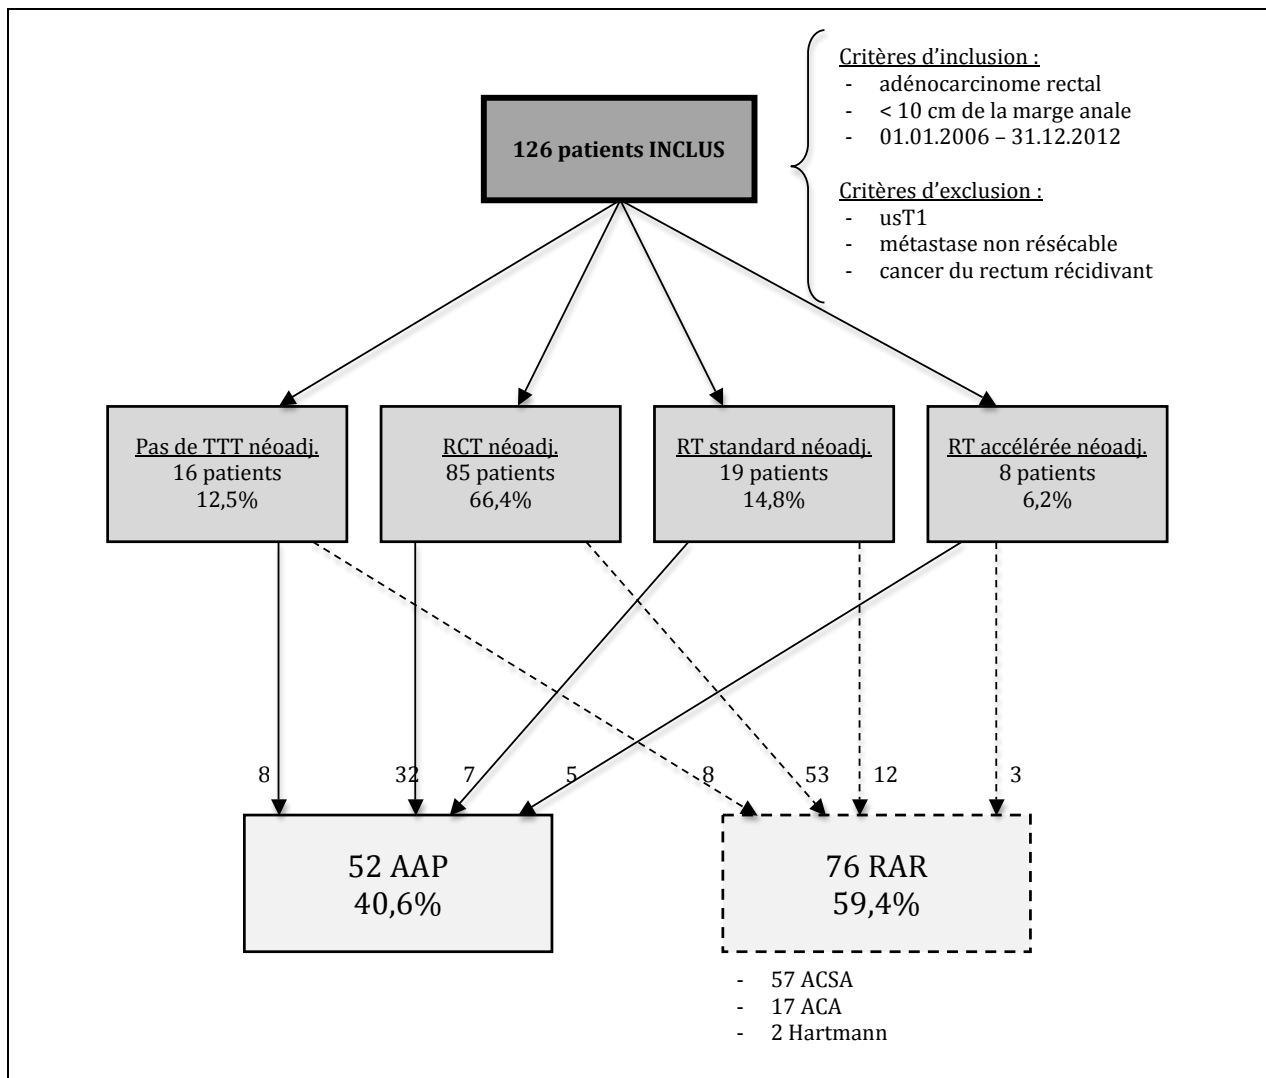 Critères d’inclusion :
- adénocarcinome rectal
- < 10 cm de la marge anale
- 01.01.2006 – 31.12.2012
126 patients INCLUS
Critères d’exclusion :
- usT1
- métastase non résécable
- cancer du rectum récidivant
Pas de TTT néoadj.
16 patients
12,5%
RCT néoadj.
85 patients
66,4%
RT standard néoadj.
19 patients
14,8%
RT accélérée néoadj.
8 patients
6,2%
8 32 7 5 8 53 12 3
52 AAP
40,6%
76 RAR
59,4%
- 57 ACSA
- 17 ACA
- 2 Hartmann